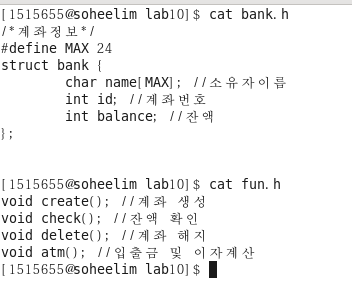 [1515655@soheelim lab10]$ cat bank.h
/*계좌정보*/
#define MAX 24
struct bank {
        char name[MAX]; //소유자이름
        int id; //계좌번호
        int balance; //잔액
};
[1515655@soheelim lab10]$ cat fun.h
void create(); //계좌 생성
void check(); //잔액 확인
void delete(); //계좌 해지
void atm(); //입출금 및 이자계산
[1515655@soheelim lab10]$